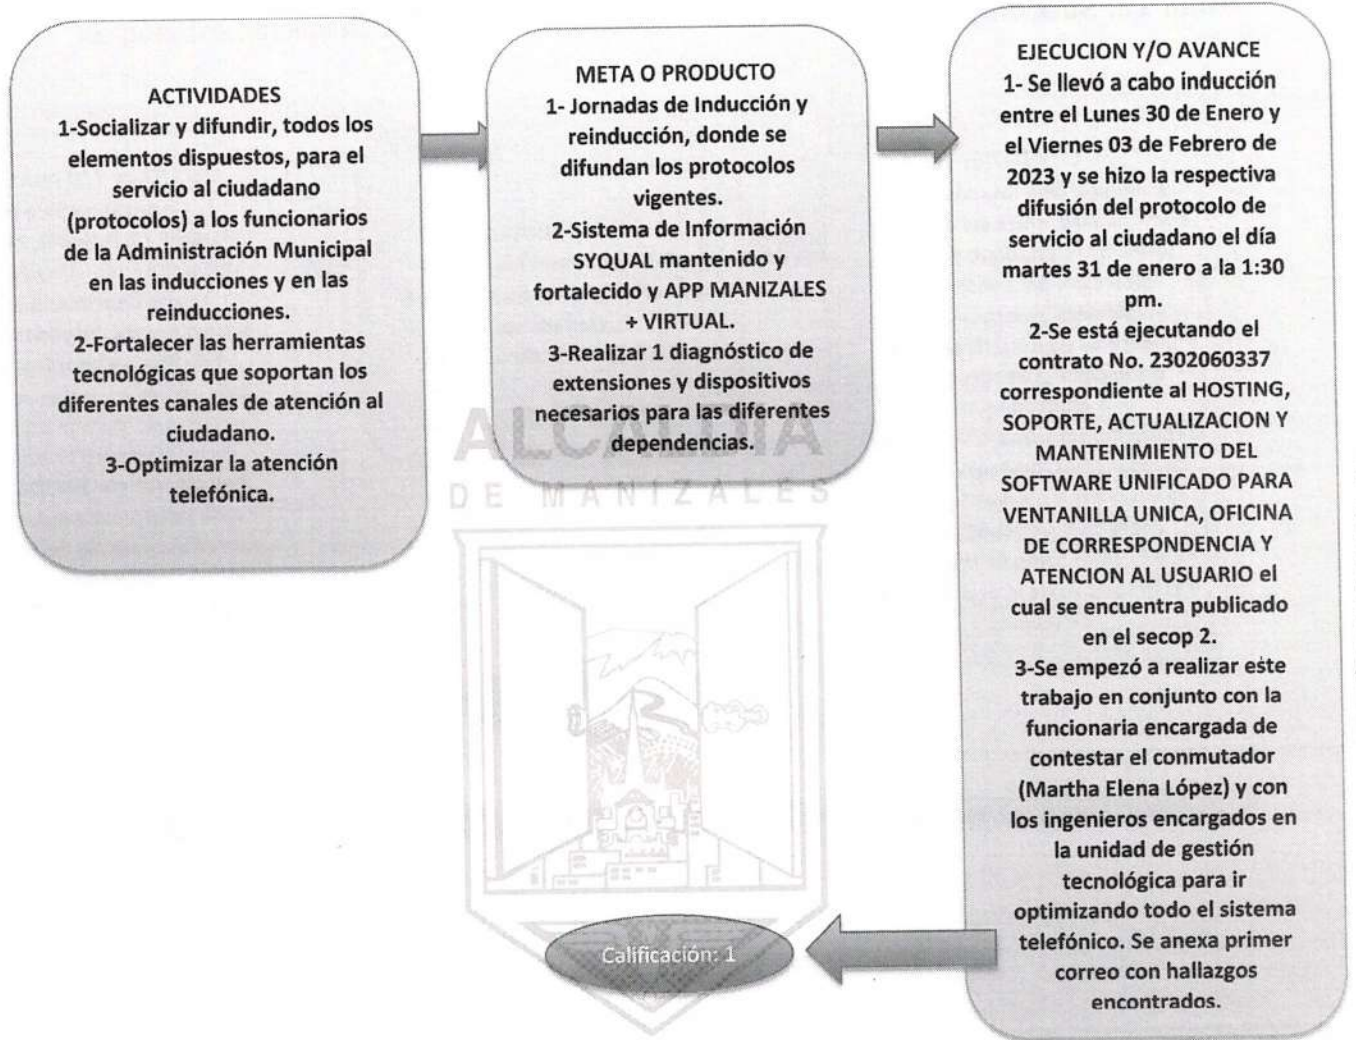 ACTIVIDADES
1-Socializar y difundir, todos los
elementos dispuestos, para el
servicio al ciudadano
(protocolos) a los funcionarios
de la Administración Municipal
en las inducciones y en las
reinducciones.
2-Fortalecer las herramientas
tecnológicas que soportan los
diferentes canales de atención al
ciudadano.
3-Optimizar la atención
telefónica.
META O PRODUCTO
1- Jornadas de Inducción y
reinducción, donde se
difundan los protocolos
vigentes.
2-Sistema de Información
SYQUAL mantenido y
fortalecido y APP MANIZALES
+ VIRTUAL.
3-Realizar 1 diagnóstico de
extensiones y dispositivos
necesarios para las diferentes
dependencias.
ALCALDIA
DE MANIZALES
EJECUCION Y/O AVANCE
1- Se llevó a cabo inducción
entre el Lunes 30 de Enero y
el Viernes 03 de Febrero de
2023 y se hizo la respectiva
difusión del protocolo de
servicio al ciudadano el día
martes 31 de enero a la 1:30
pm.
2-Se está ejecutando el
contrato No. 2302060337
correspondiente al HOSTING,
SOPORTE, ACTUALIZACION Y
MANTENIMIENTO DEL
SOFTWARE UNIFICADO PARA
VENTANILLA UNICA, OFICINA
DE CORRESPONDENCIA Y
ATENCION AL USUARIO el
cual se encuentra publicado
en el secop 2.
3-Se empezó a realizar este
trabajo en conjunto con la
funcionaria encargada de
contestar el conmutador
(Martha Elena López) y con
los ingenieros encargados en
la unidad de gestión
tecnológica para ir
optimizando todo el sistema
telefónico. Se anexa primer
correo con hallazgos
encontrados.
Calificación: 1